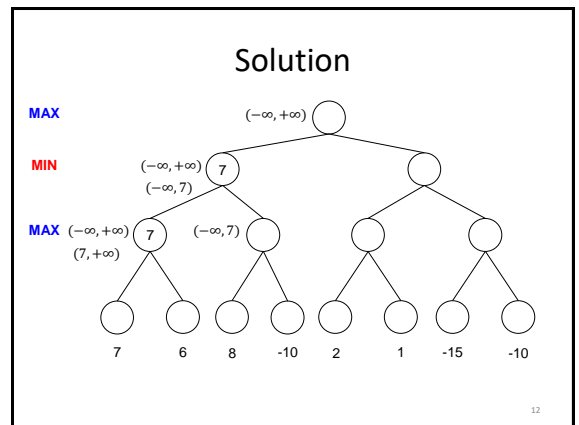 Solution
MAX (−∞, +∞)
MIN (−∞, +∞) 7
(−∞, 7)
MAX (−∞, +∞) 7 (−∞, 7)
(7, +∞)
7 6 8 -10 2 1 -15 -10
12